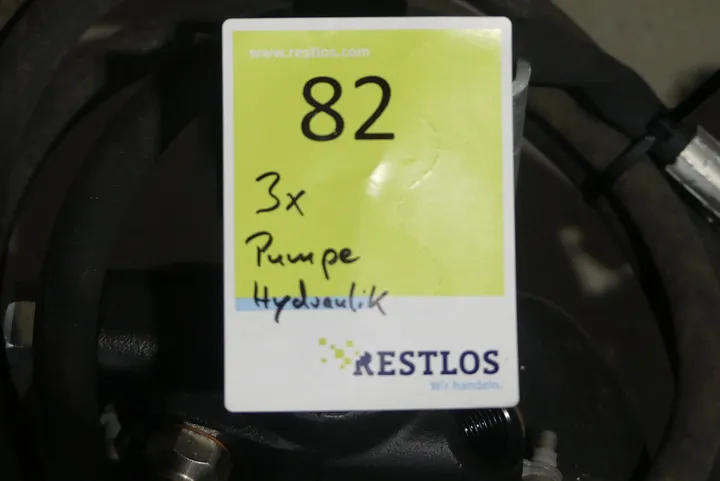 www.restlos.com
82
3x
Pumpe
Hydraulik
RESTLOS
Wir handeln.